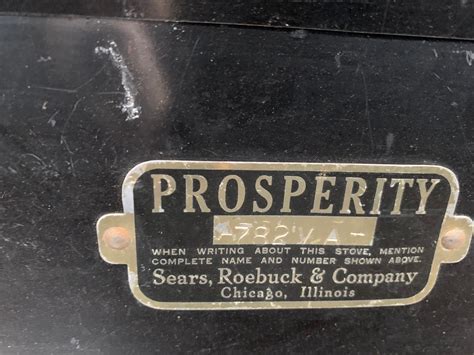 PROSPERITY
WHEN WRITING ABOUT THIS STOVE, MENTION
COMPLETE NAME AND NUMBER SHOWN ABOVE.
Sears, Roebuck & Company
Chicago, Illinois